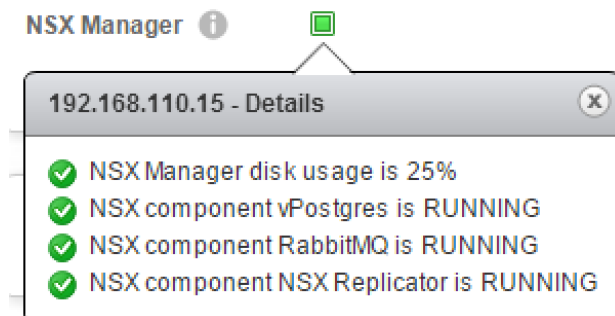 NSX Manager
192.168.110.15 - Details
NSX Manager disk usage is 25%
NSX component vPostgres is RUNNING
NSX component RabbitMQ is RUNNING
NSX component NSX Replicator is RUNNING